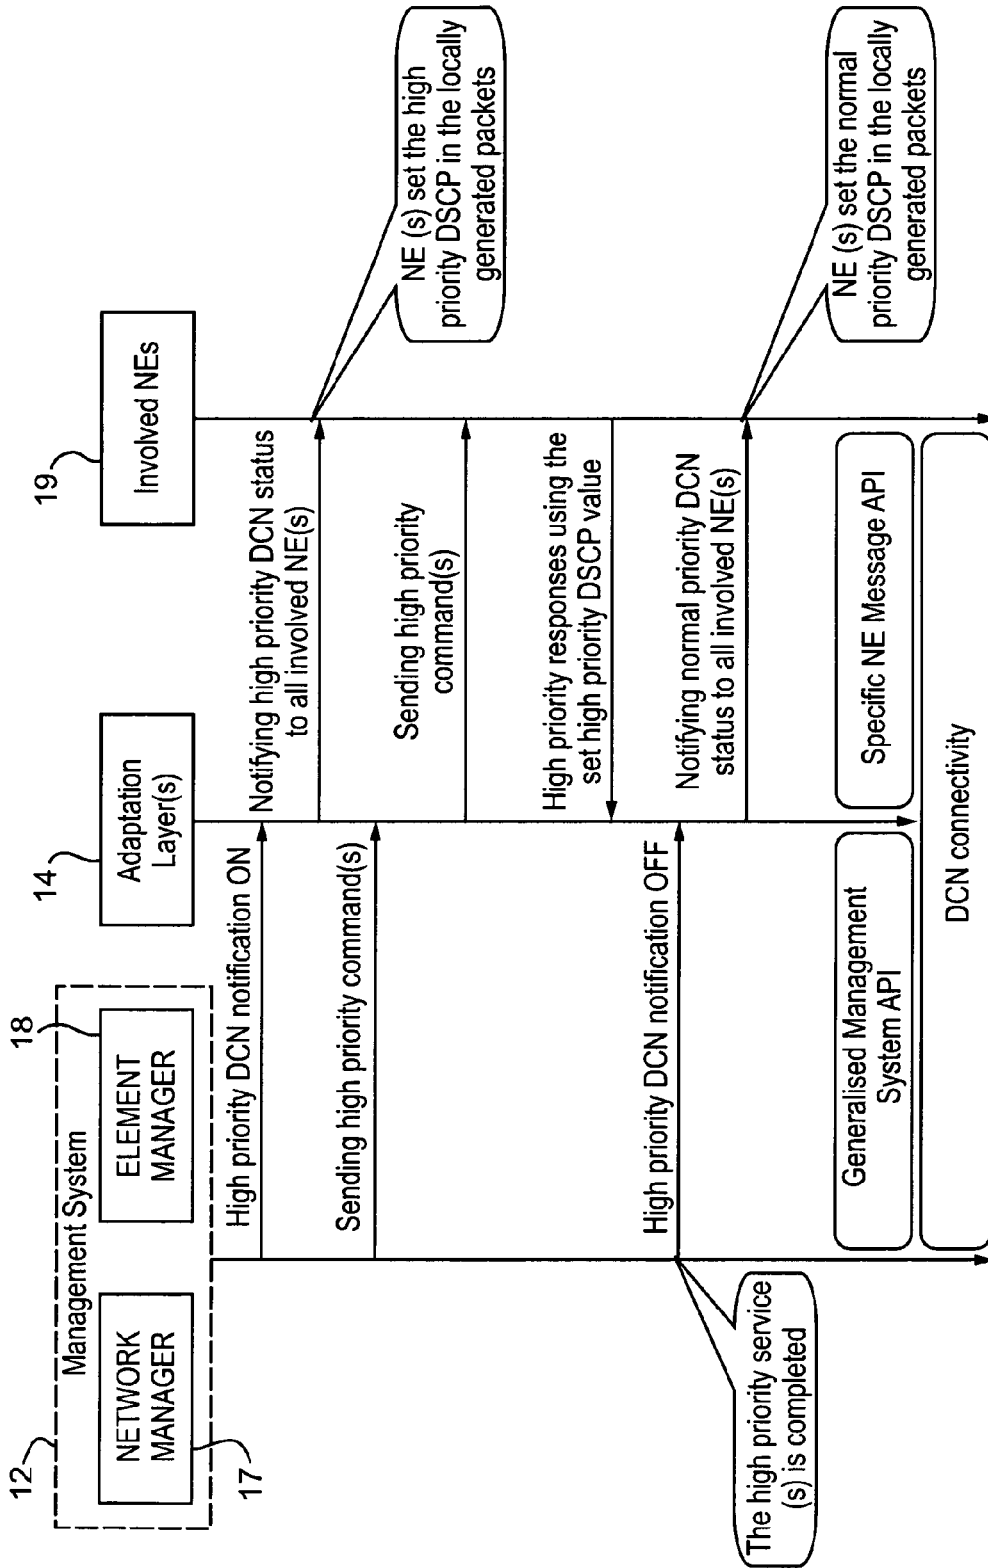 12
Management System
NETWORK
MANAGER
17
18
ELEMENT
MANAGER
14
Adaptation
Layer(s)
19
Involved NEs
High priority DCN notification ON
Notifying high priority DCN status
to all involved NE(s)
NE (s) set the high
priority DSCP in the locally
generated packets
Sending high priority command(s)
Sending high priority
command(s)
High priority responses using the
set high priority DSCP value
The high priority service
(s) is completed
High priority DCN notification OFF
Notifying normal priority DCN
status to all involved NE(s)
NE (s) set the normal
priority DSCP in the locally
generated packets
Generalised Management
System API
Specific NE Message API
DCN connectivity